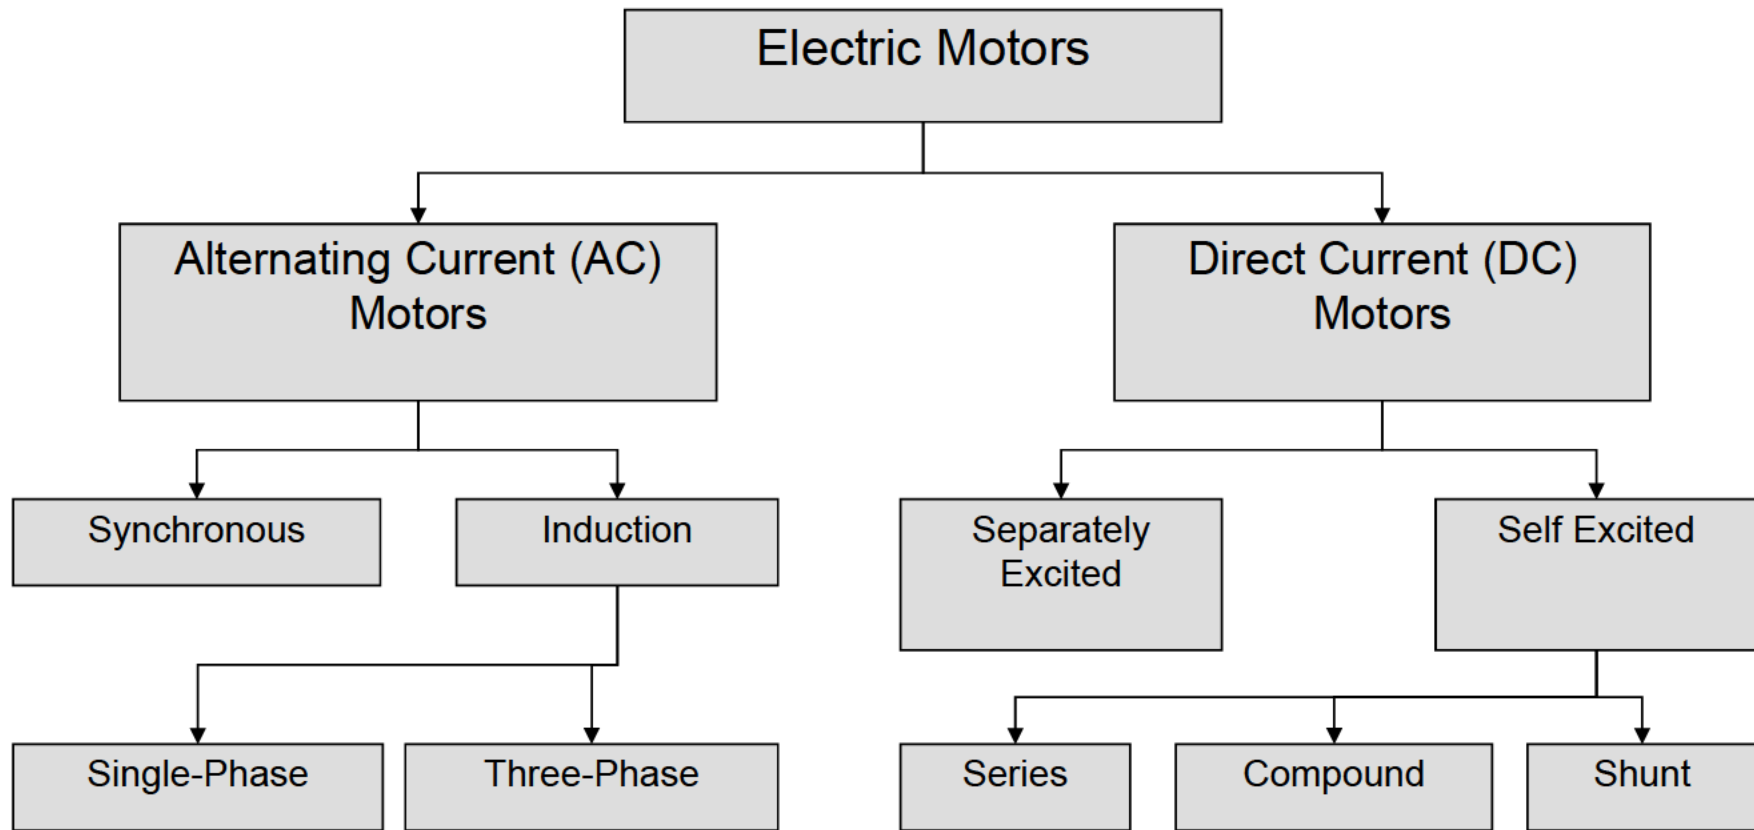 Electric Motors
Alternating Current (AC)
Motors
Direct Current (DC)
Motors
Synchronous
Induction
Separately
Excited
Self Excited
Single-Phase
Three-Phase
Series
Compound
Shunt